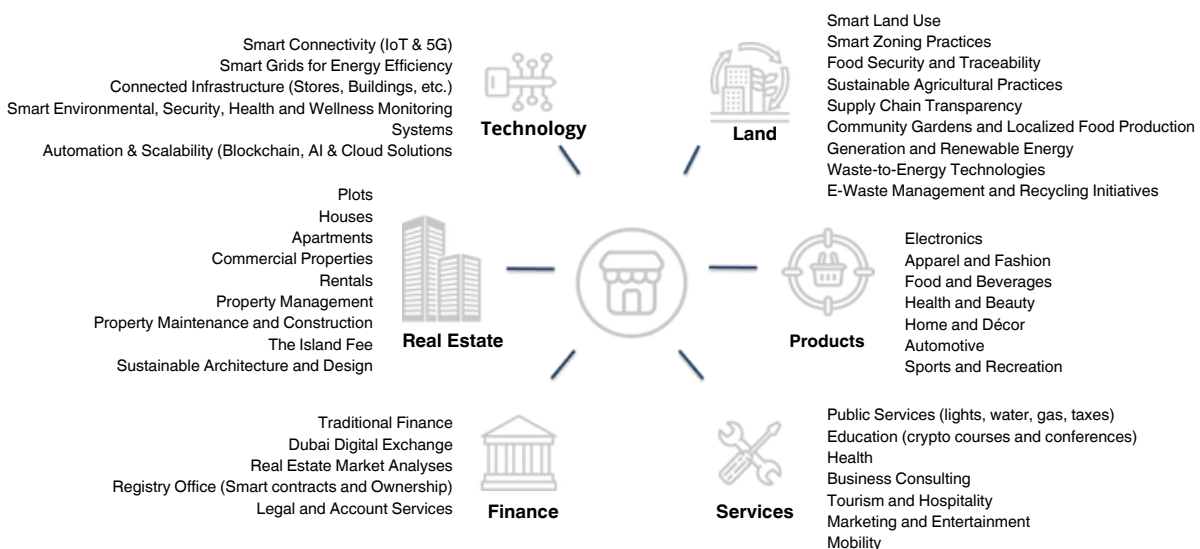 Smart Connectivity (IoT & 5G)
Smart Grids for Energy Efficiency
Connected Infrastructure (Stores, Buildings, etc.)
Smart Environmental, Security, Health and Wellness Monitoring
Systems
Automation & Scalability (Blockchain, AI & Cloud Solutions
Technology
Land
Smart Land Use
Smart Zoning Practices
Food Security and Traceability
Sustainable Agricultural Practices
Supply Chain Transparency
Community Gardens and Localized Food Production
Generation and Renewable Energy
Waste-to-Energy Technologies
E-Waste Management and Recycling Initiatives
Plots
Houses
Apartments
Commercial Properties
Rentals
Property Management
Property Maintenance and Construction
The Island Fee
Sustainable Architecture and Design
Real Estate
Products
Electronics
Apparel and Fashion
Food and Beverages
Health and Beauty
Home and Décor
Automotive
Sports and Recreation
Traditional Finance
Dubai Digital Exchange
Real Estate Market Analyses
Registry Office (Smart contracts and Ownership)
Legal and Account Services
Finance
Services
Public Services (lights, water, gas, taxes)
Education (crypto courses and conferences)
Health
Business Consulting
Tourism and Hospitality
Marketing and Entertainment
Mobility